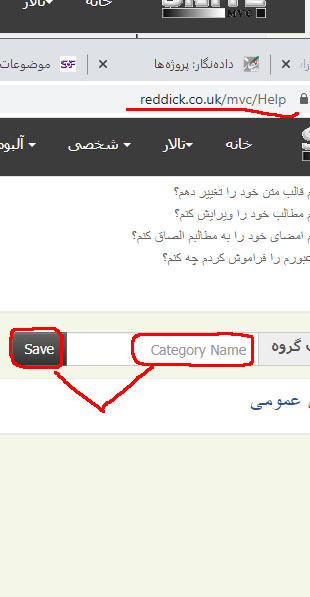 خانه تالار
MVC
داده‌نگار: پروژه‌ها × موضوعات
reddick.co.uk/mvc/Help
خانه تالار شخصی آلبوم
قالب متن خود را تغییر دهم؟
مطالب خود را ویرایش کنم؟
امضای خود را به مطالبم الصاق کنم؟
عبورم را فراموش کردم چه کنم؟
گروه Category Name Save
عمومی